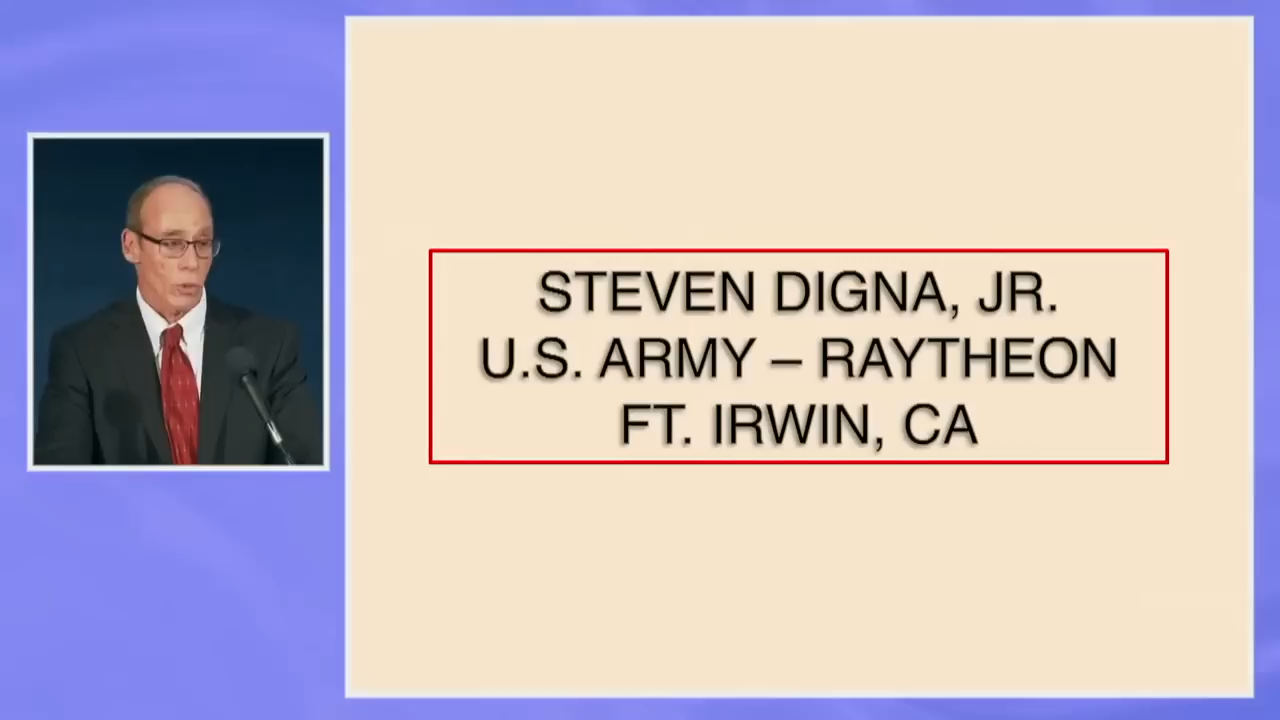 STEVEN DIGNA, JR.
U.S. ARMY – RAYTHEON
FT. IRWIN, CA